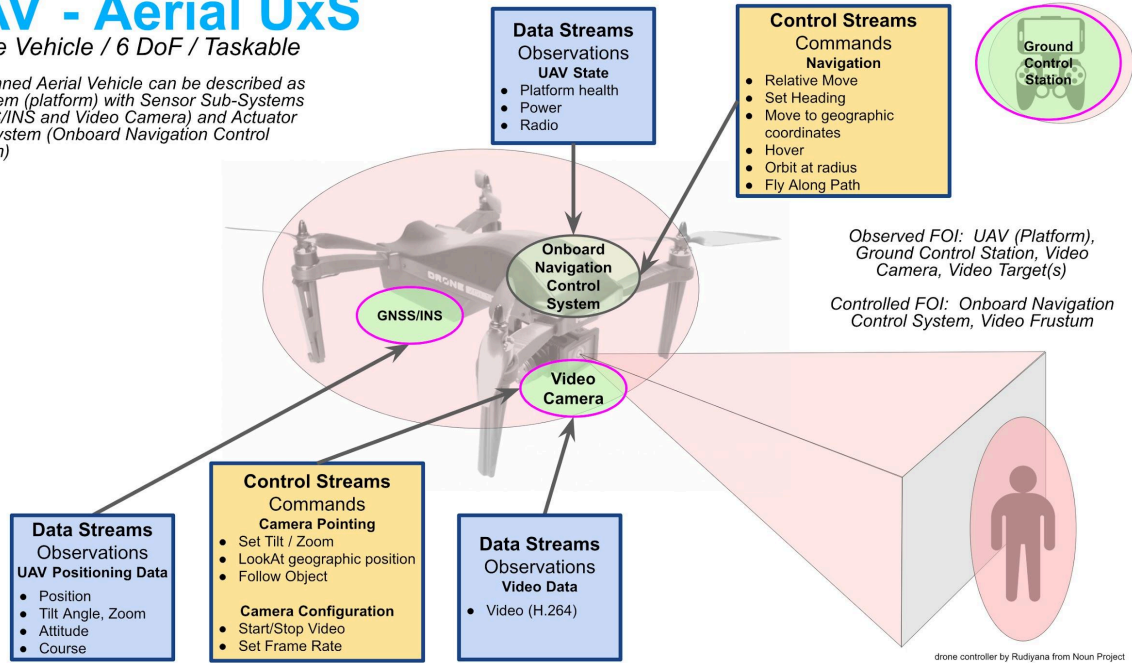 AV - Aerial UxS
e Vehicle / 6 DoF / Taskable
ned Aerial Vehicle can be described as
em (platform) with Sensor Sub-Systems
S/INS and Video Camera) and Actuator
ystem (Onboard Navigation Control
n)
Data Streams
Observations
UAV State
● Platform health
● Power
● Radio
Control Streams
Commands
Navigation
● Relative Move
● Set Heading
● Move to geographic
coordinates
● Hover
● Orbit at radius
● Fly Along Path
Ground
Control
Station
Observed FOI: UAV (Platform),
Ground Control Station, Video
Camera, Video Target(s)
Controlled FOI: Onboard Navigation
Control System, Video Frustum
Onboard
Navigation
Control
System
DRONE
GNSS/INS
Video
Camera
Data Streams
Observations
UAV Positioning Data
● Position
● Tilt Angle, Zoom
● Attitude
● Course
Control Streams
Commands
Camera Pointing
● Set Tilt / Zoom
● LookAt geographic position
● Follow Object
Camera Configuration
● Start/Stop Video
● Set Frame Rate
Data Streams
Observations
Video Data
● Video (H.264)
drone controller by Rudiyana from Noun Project